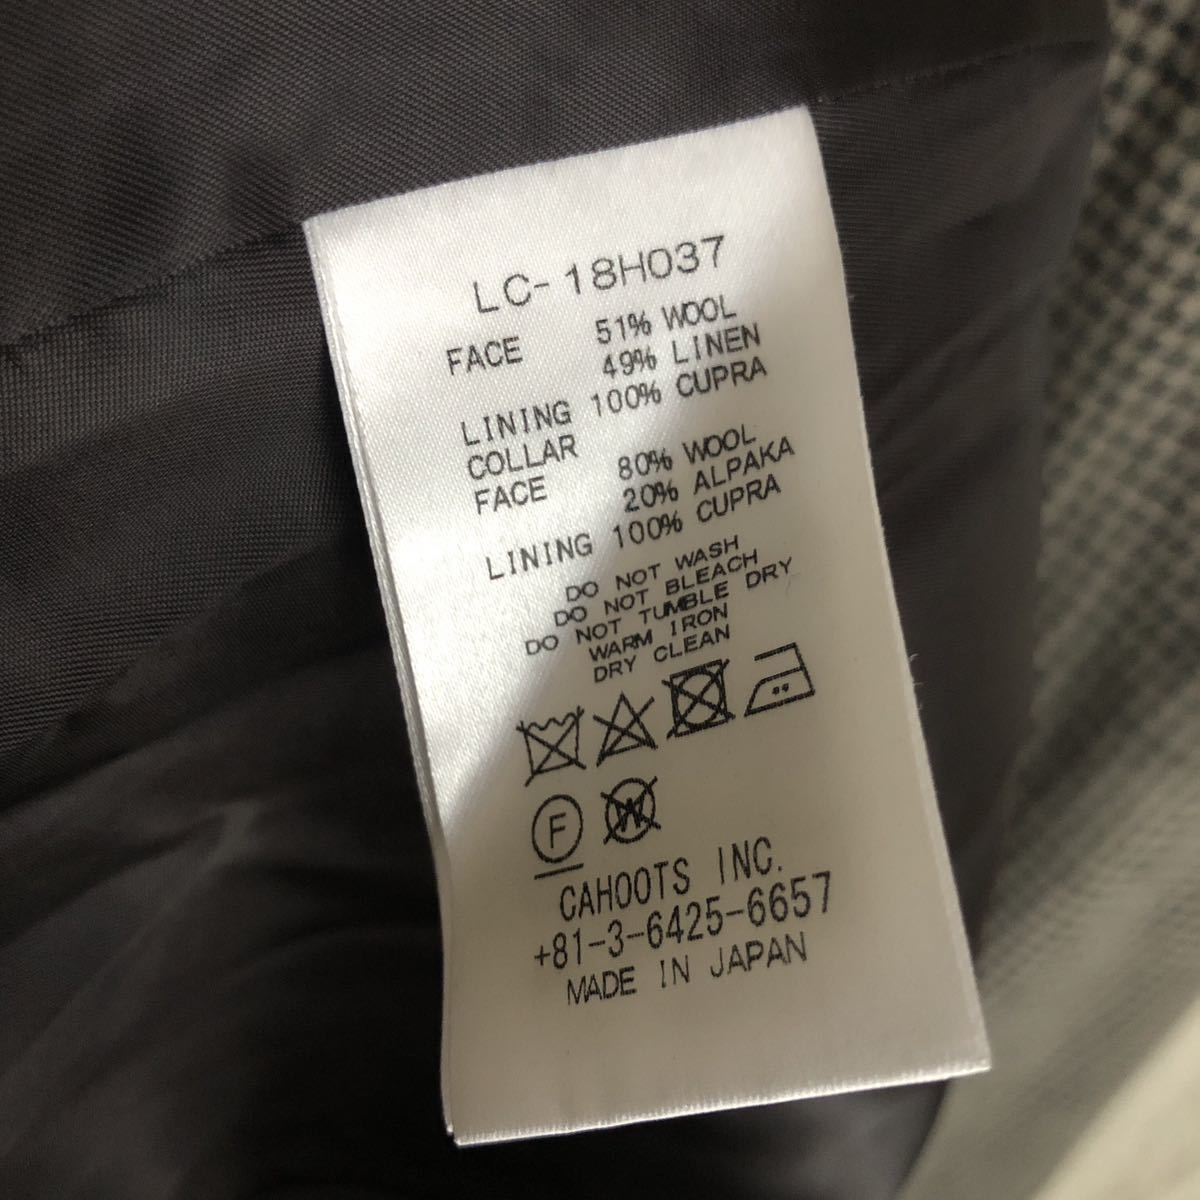 LC-18H037
FACE 51% WOOL
49% LINEN
LINING 100% CUPRA
COLLAR
FACE 80% WOOL
20% ALPAKA
LINING 100% CUPRA
DO NOT WASH
DO NOT BLEACH
DO NOT TUMBLE DRY
WARM IRON
DRY CLEAN
F W
CAHOOTS INC.
+81-3-6425-6657
MADE IN JAPAN